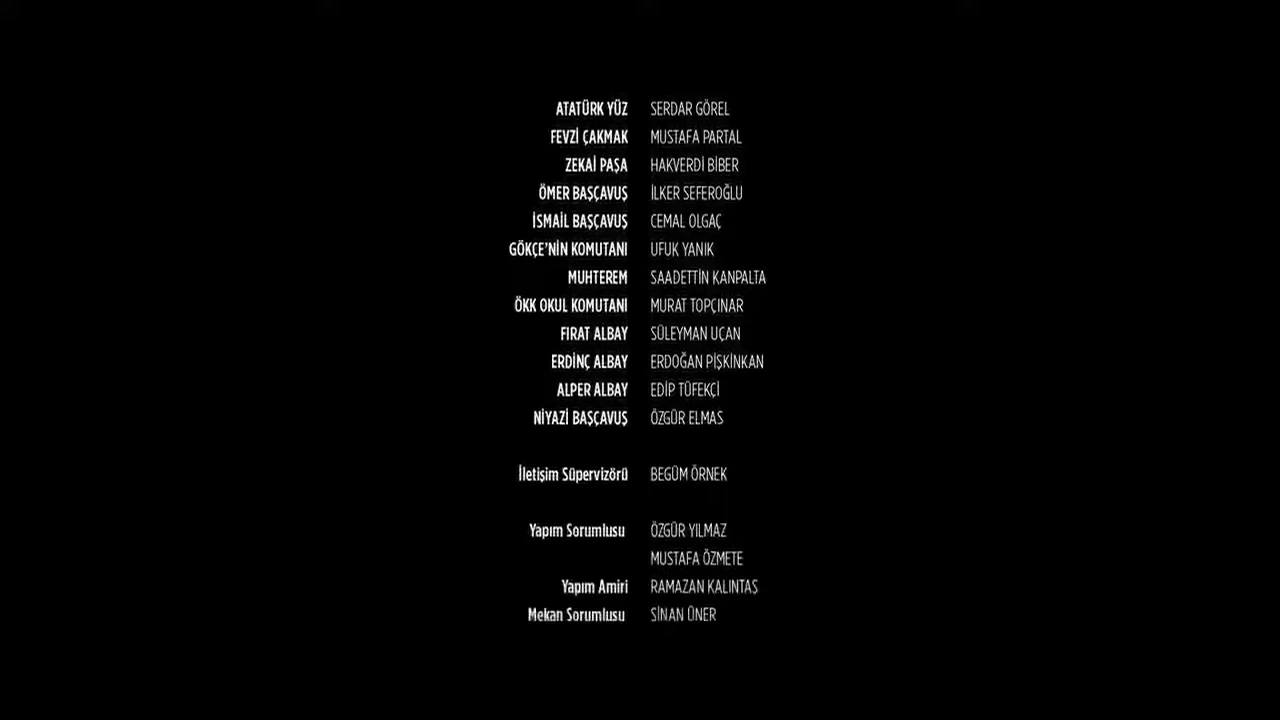 ATATÜRK YÜZ SERDAR GÖREL
FEVZİ ÇAKMAK MUSTAFA PARTAL
ZEKAİ PAŞA HAKVERDİ BİBER
ÖMER BAŞÇAVUŞ İLKER SEFEROĞLU
İSMAİL BAŞÇAVUŞ CEMAL OLGAÇ
GÖKÇE'NİN KOMUTANI UFUK YANIK
MUHTEREM SAADETTİN KANPALTA
ÖKK OKUL KOMUTANI MURAT TOPÇINAR
FIRAT ALBAY SÜLEYMAN UÇAN
ERDİNÇ ALBAY ERDOĞAN PİŞKİNKAN
ALPER ALBAY EDİP TÜFEKÇİ
NİYAZİ BAŞÇAVUŞ ÖZGÜR ELMAS
İletişim Süpervizörü BEGÜM ÖRNEK
Yapım Sorumlusu ÖZGÜR YILMAZ
MUSTAFA ÖZMETE
Yapım Amiri RAMAZAN KALINTAŞ
Mekan Sorumlusu SİNAN ÜNER